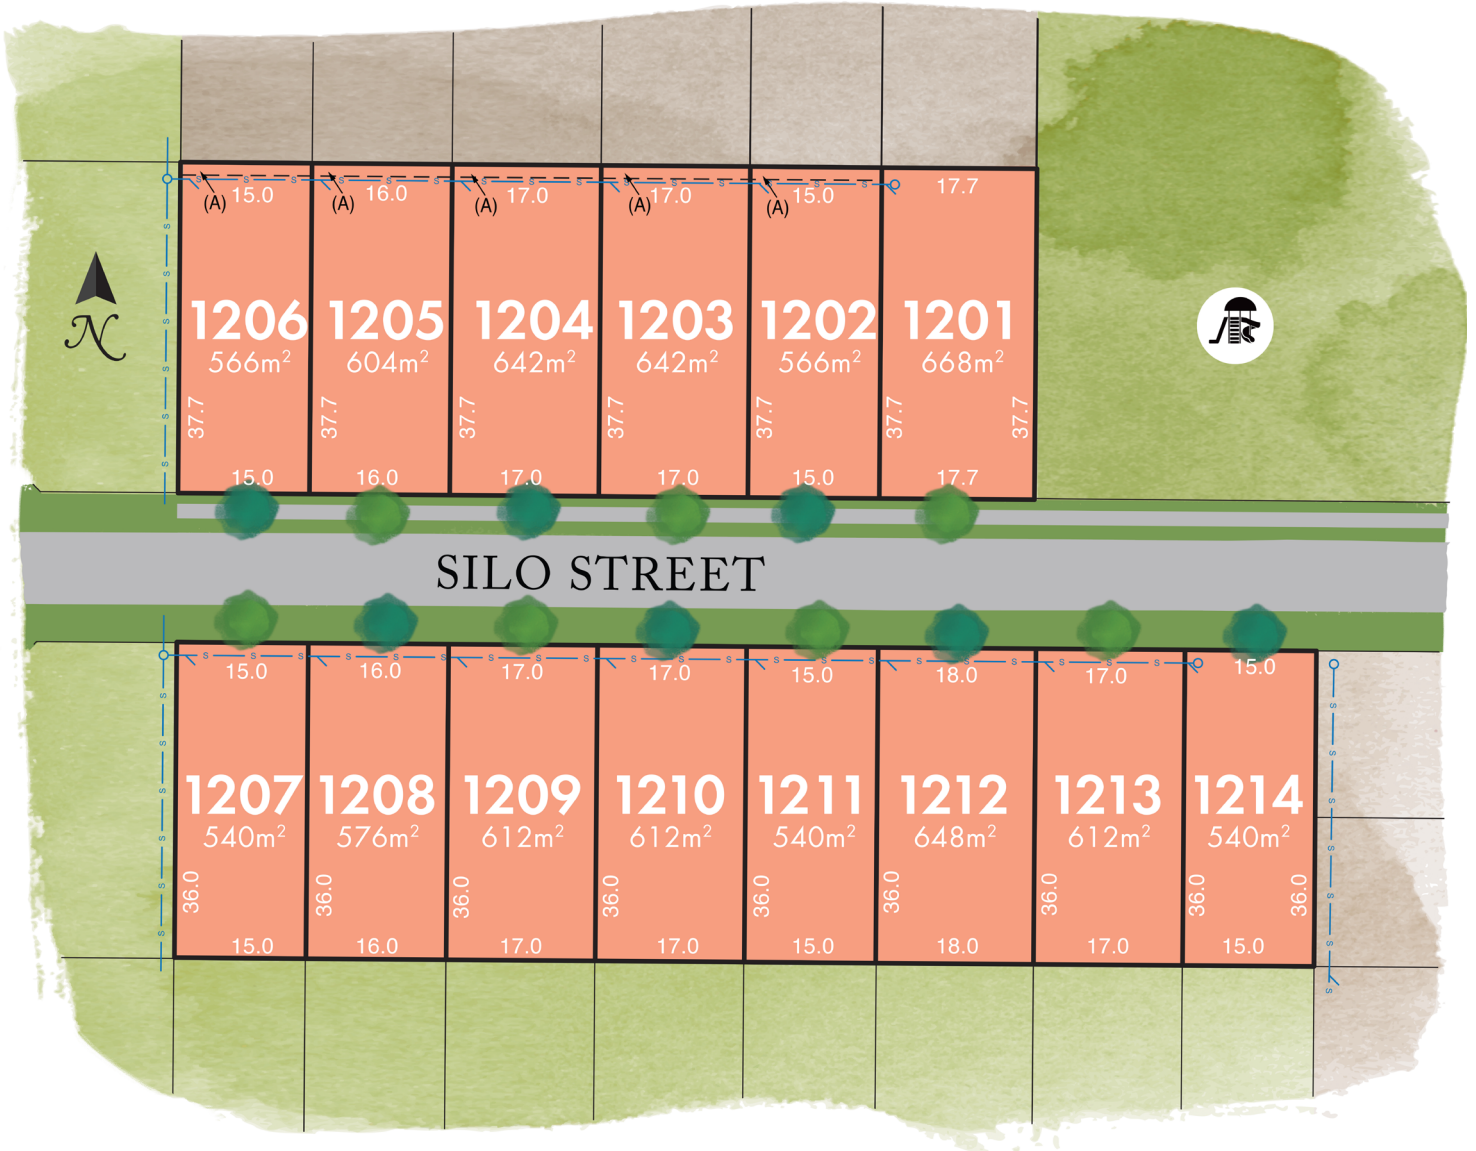 15.0 16.0 17.0 17.0 15.0 17.7
(A) (A) (A) (A) (A)
1206 1205 1204 1203 1202 1201
566m² 604m² 642m² 642m² 566m² 668m²
37.7 37.7 37.7 37.7 37.7 37.7 37.7
15.0 16.0 17.0 17.0 15.0 17.7
N
SILO STREET
15.0 16.0 17.0 17.0 15.0 18.0 17.0 15.0
1207 1208 1209 1210 1211 1212 1213 1214
540m² 576m² 612m² 612m² 540m² 648m² 612m² 540m²
36.0 36.0 36.0 36.0 36.0 36.0 36.0 36.0 36.0
15.0 16.0 17.0 17.0 15.0 18.0 17.0 15.0